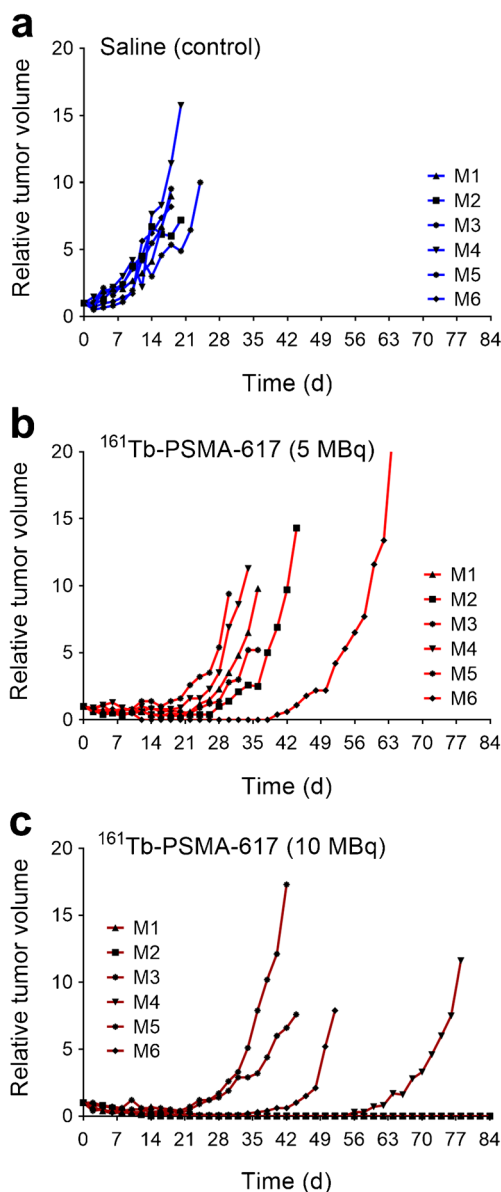 a
Saline (control)
Relative tumor volume
20
15
10
5
0
M1
M2
M3
M4
M5
M6
0 7 14 21 28 35 42 49 56 63 70 77 84
Time (d)
b
¹⁶¹Tb-PSMA-617 (5 MBq)
Relative tumor volume
20
15
10
5
0
M1
M2
M3
M4
M5
M6
0 7 14 21 28 35 42 49 56 63 70 77 84
Time (d)
c
¹⁶¹Tb-PSMA-617 (10 MBq)
Relative tumor volume
20
15
10
5
0
M1
M2
M3
M4
M5
M6
0 7 14 21 28 35 42 49 56 63 70 77 84
Time (d)